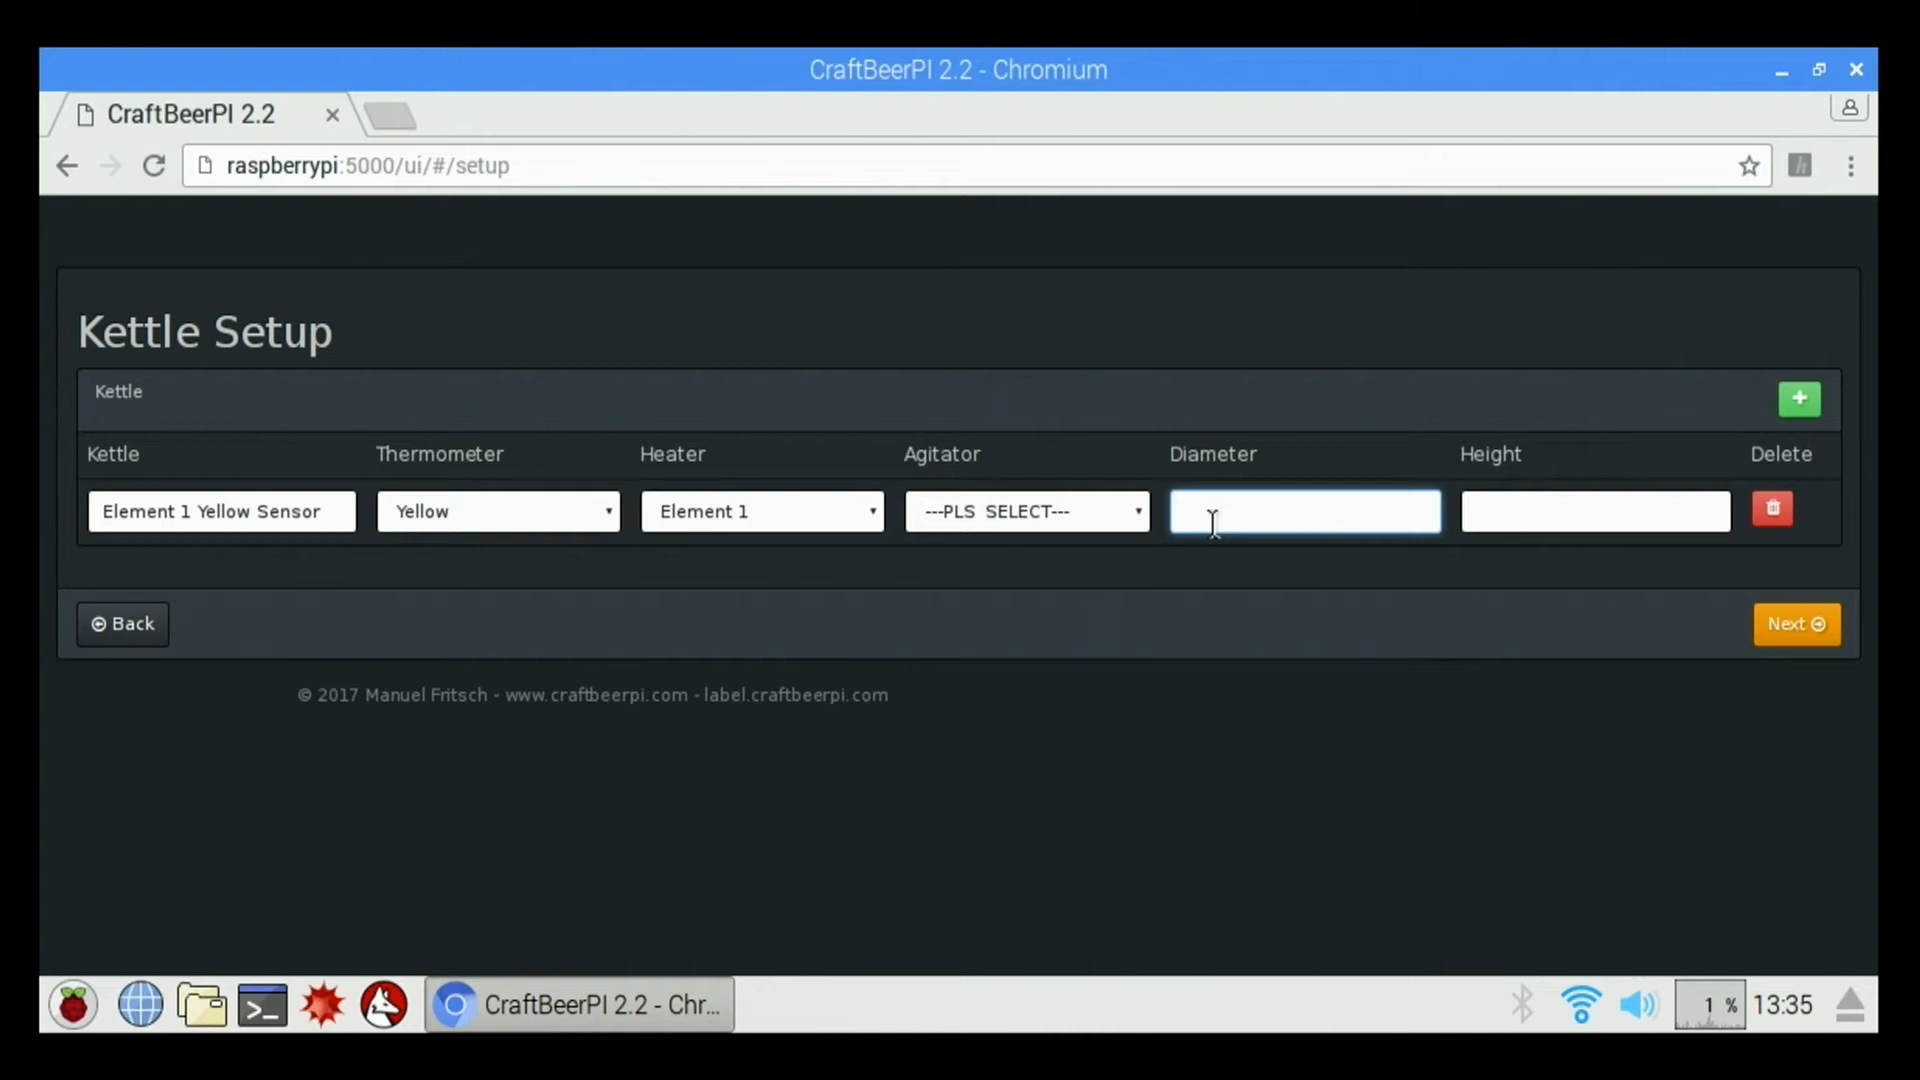 CraftBeerPI 2.2 - Chromium
CraftBeerPI 2.2
raspberrypi:5000/ui/#/setup
h
Kettle Setup
Kettle
Kettle Thermometer Heater Agitator Diameter Height Delete
Element 1 Yellow Sensor Yellow Element 1 ---PLS SELECT---
Back Next
© 2017 Manuel Fritsch - www.craftbeerpi.com - label.craftbeerpi.com
CraftBeerPI 2.2 - Chr... 1 % 13:35